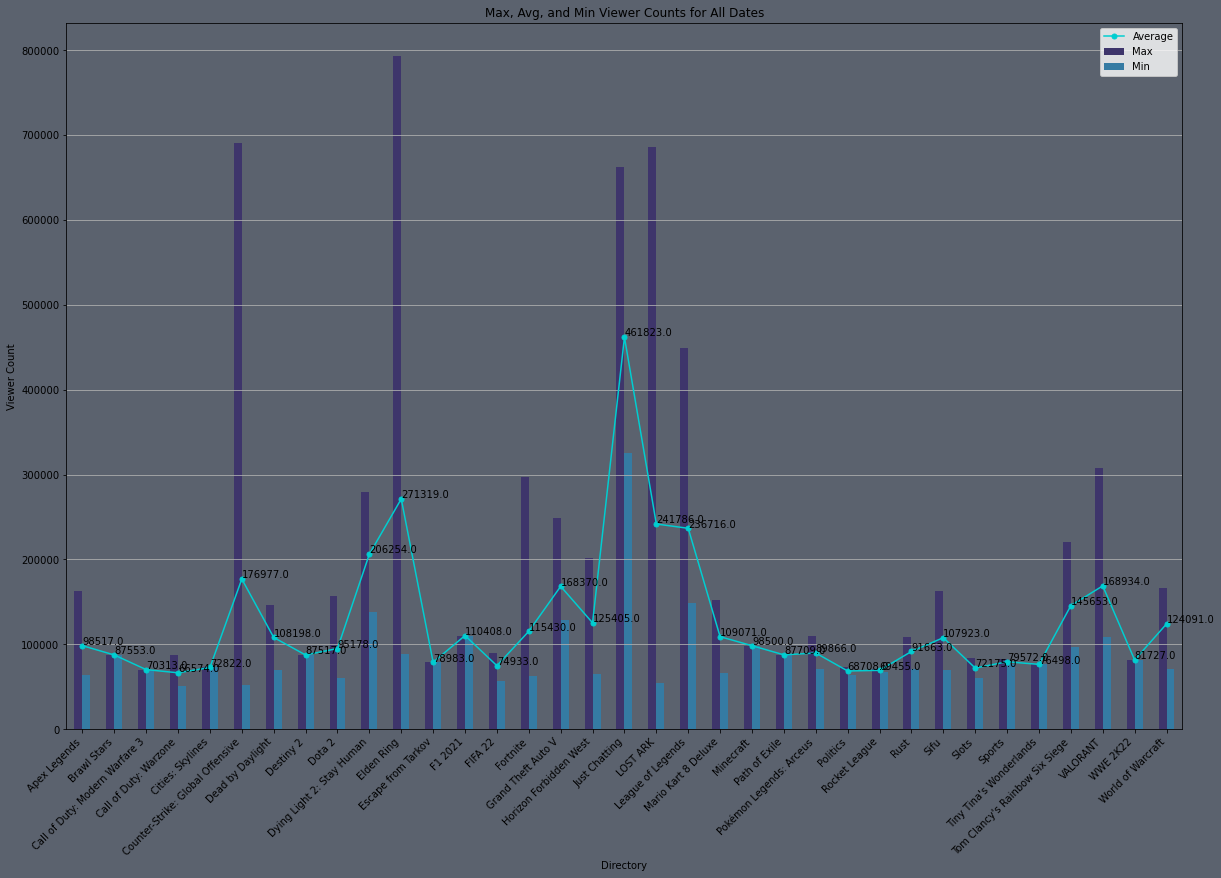 Max, Avg, and Min Viewer Counts for All Dates
Average
Max
Min
Viewer Count
800000
700000
600000
500000
400000
300000
200000
100000
0
98517.0
87553.0
70313.0
66574.0
72822.0
176977.0
108198.0
87517.0
95178.0
206254.0
271319.0
78983.0
110408.0
74933.0
115430.0
168370.0
125405.0
461823.0
241786.0
236716.0
109071.0
98500.0
87709.0
89866.0
68708.0
69455.0
91663.0
107923.0
72175.0
79572.0
76498.0
145653.0
168934.0
81727.0
124091.0
Apex Legends
Brawl Stars
Call of Duty: Modern Warfare 3
Call of Duty: Warzone
Cities: Skylines
Counter-Strike: Global Offensive
Dead by Daylight
Destiny 2
Dota 2
Dying Light 2: Stay Human
Elden Ring
Escape from Tarkov
F1 2021
FIFA 22
Fortnite
Grand Theft Auto V
Horizon Forbidden West
Just Chatting
LOST ARK
League of Legends
Mario Kart 8 Deluxe
Minecraft
Path of Exile
Pokémon Legends: Arceus
Politics
Rocket League
Rust
Sifu
Slots
Sports
Tiny Tina's Wonderlands
Tom Clancy's Rainbow Six Siege
VALORANT
WWE 2K22
World of Warcraft
Directory